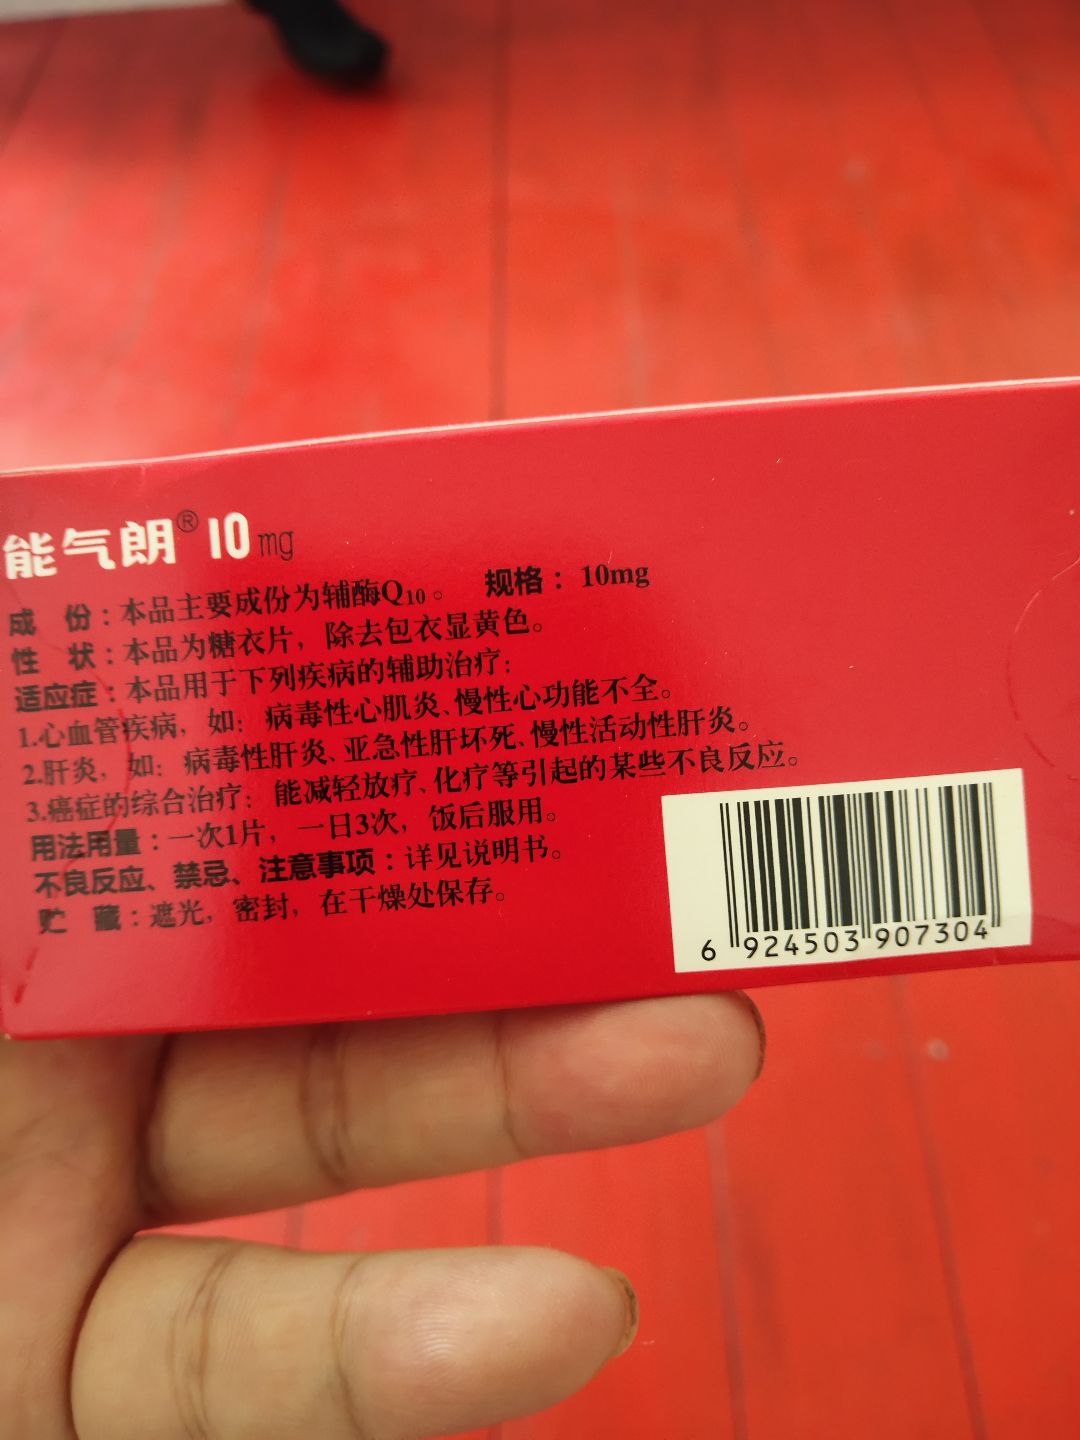 能气朗®10mg
成　份：本品主要成份为辅酶Q10。　规格：10mg
性　状：本品为糖衣片，除去包衣显黄色。
适应症：本品用于下列疾病的辅助治疗：
1.心血管疾病，如：病毒性心肌炎、慢性心功能不全。
2.肝炎，如：病毒性肝炎、亚急性肝坏死、慢性活动性肝炎。
3.癌症的综合治疗：能减轻放疗、化疗等引起的某些不良反应。
用法用量：一次1片，一日3次，饭后服用。
不良反应、禁忌、注意事项：详见说明书。
贮　藏：遮光，密封，在干燥处保存。
6 924503 907304